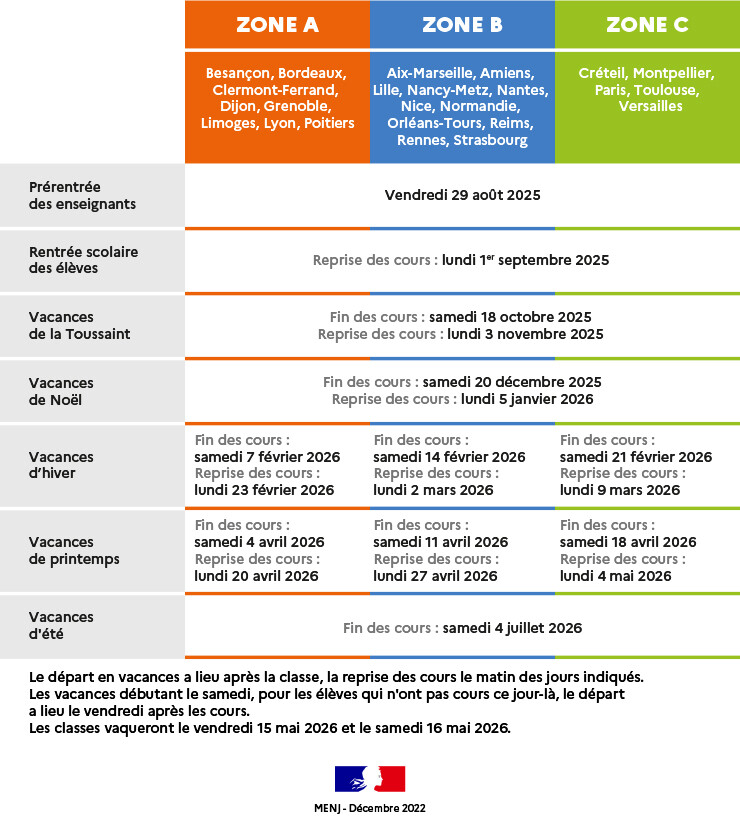 ZONE A
ZONE B
ZONE C
Besançon, Bordeaux,
Clermont-Ferrand,
Dijon, Grenoble,
Limoges, Lyon, Poitiers
Aix-Marseille, Amiens,
Lille, Nancy-Metz, Nantes,
Nice, Normandie,
Orléans-Tours, Reims,
Rennes, Strasbourg
Créteil, Montpellier,
Paris, Toulouse,
Versailles
Prérentrée
des enseignants
Vendredi 29 août 2025
Rentrée scolaire
des élèves
Reprise des cours : lundi 1er septembre 2025
Vacances
de la Toussaint
Fin des cours : samedi 18 octobre 2025
Reprise des cours : lundi 3 novembre 2025
Vacances
de Noël
Fin des cours : samedi 20 décembre 2025
Reprise des cours : lundi 5 janvier 2026
Vacances
d’hiver
Fin des cours :
samedi 7 février 2026
Reprise des cours :
lundi 23 février 2026
Fin des cours :
samedi 14 février 2026
Reprise des cours :
lundi 2 mars 2026
Fin des cours :
samedi 21 février 2026
Reprise des cours :
lundi 9 mars 2026
Vacances
de printemps
Fin des cours :
samedi 4 avril 2026
Reprise des cours :
lundi 20 avril 2026
Fin des cours :
samedi 11 avril 2026
Reprise des cours :
lundi 27 avril 2026
Fin des cours :
samedi 18 avril 2026
Reprise des cours :
lundi 4 mai 2026
Vacances
d'été
Fin des cours : samedi 4 juillet 2026
Le départ en vacances a lieu après la classe, la reprise des cours le matin des jours indiqués.
Les vacances débutant le samedi, pour les élèves qui n'ont pas cours ce jour-là, le départ
a lieu le vendredi après les cours.
Les classes vaqueront le vendredi 15 mai 2026 et le samedi 16 mai 2026.
MENJ - Décembre 2022